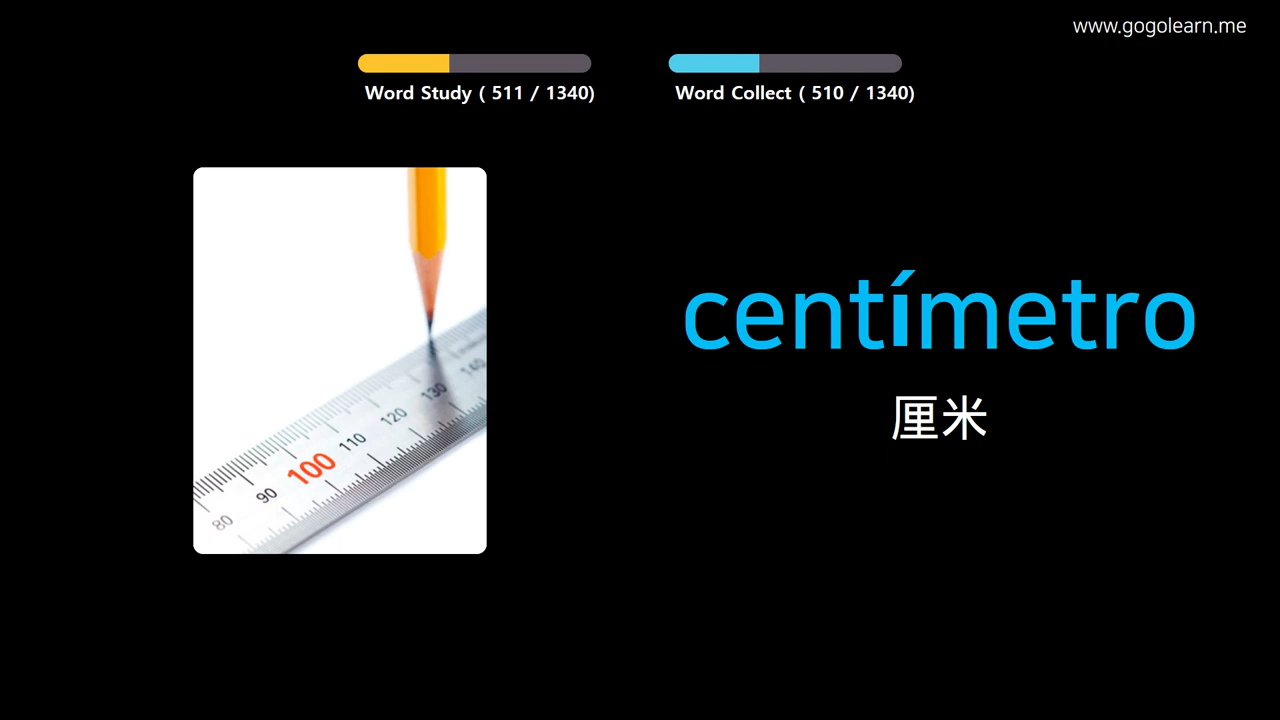 www.gogolearn.me
Word Study ( 511 / 1340)
Word Collect ( 510 / 1340)
centímetro
厘米
80
90
100
110
120
130
140